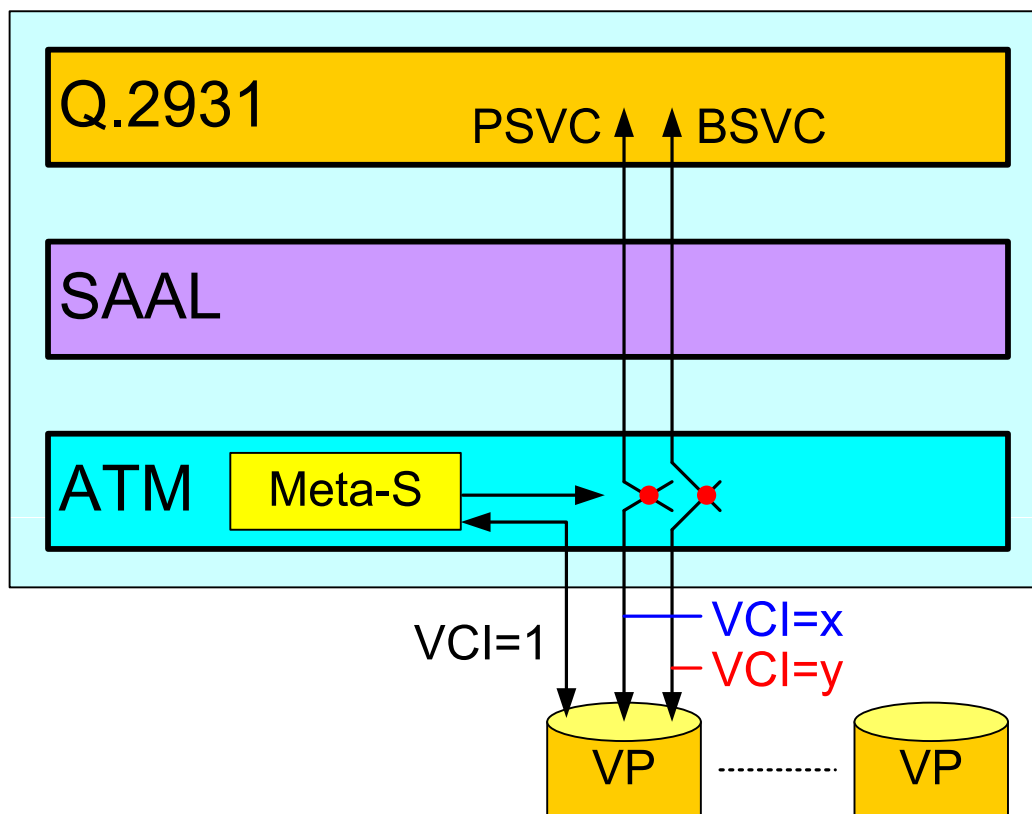 Q.2931
PSVC
BSVC
SAAL
ATM
Meta-S
VCI=1
VCI=x
VCI=y
VP
VP